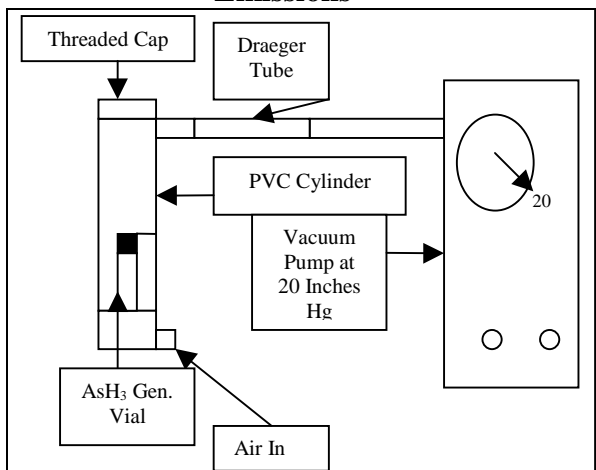 Emissions
Threaded Cap
Draeger
Tube
PVC Cylinder
20
Vacuum
Pump at
20 Inches
Hg
AsH₃ Gen.
Vial
Air In